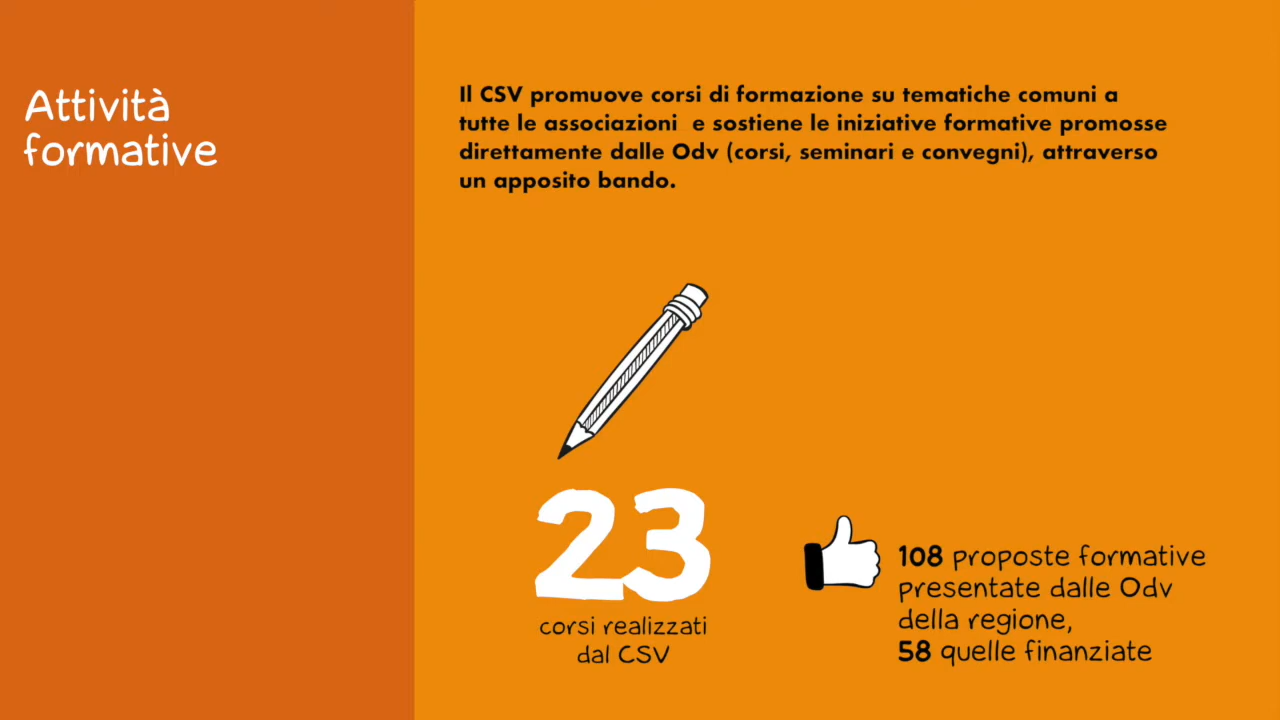 Attività
formative
Il CSV promuove corsi di formazione su tematiche comuni a
tutte le associazioni  e sostiene le iniziative formative promosse
direttamente dalle Odv (corsi, seminari e convegni), attraverso
un apposito bando.
23
corsi realizzati
dal CSV
108 proposte formative
presentate dalle Odv
della regione,
58 quelle finanziate